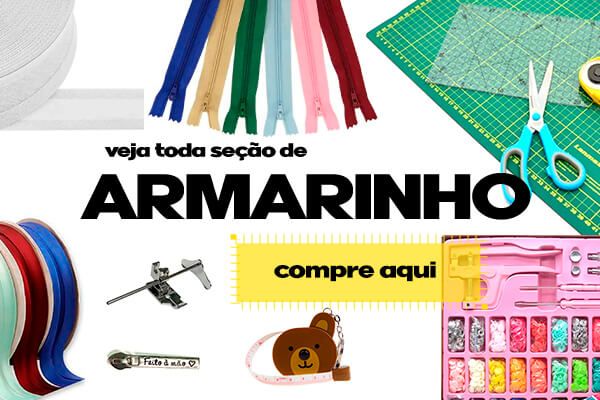 veja toda seção de
ARMARINHO
compre aqui
Feito à mão ♡